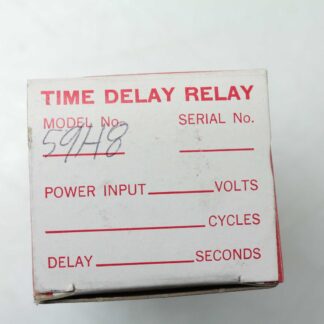 TIME DELAY RELAY
MODEL No. SERIAL No.
59H8
POWER INPUT VOLTS
CYCLES
DELAY SECONDS